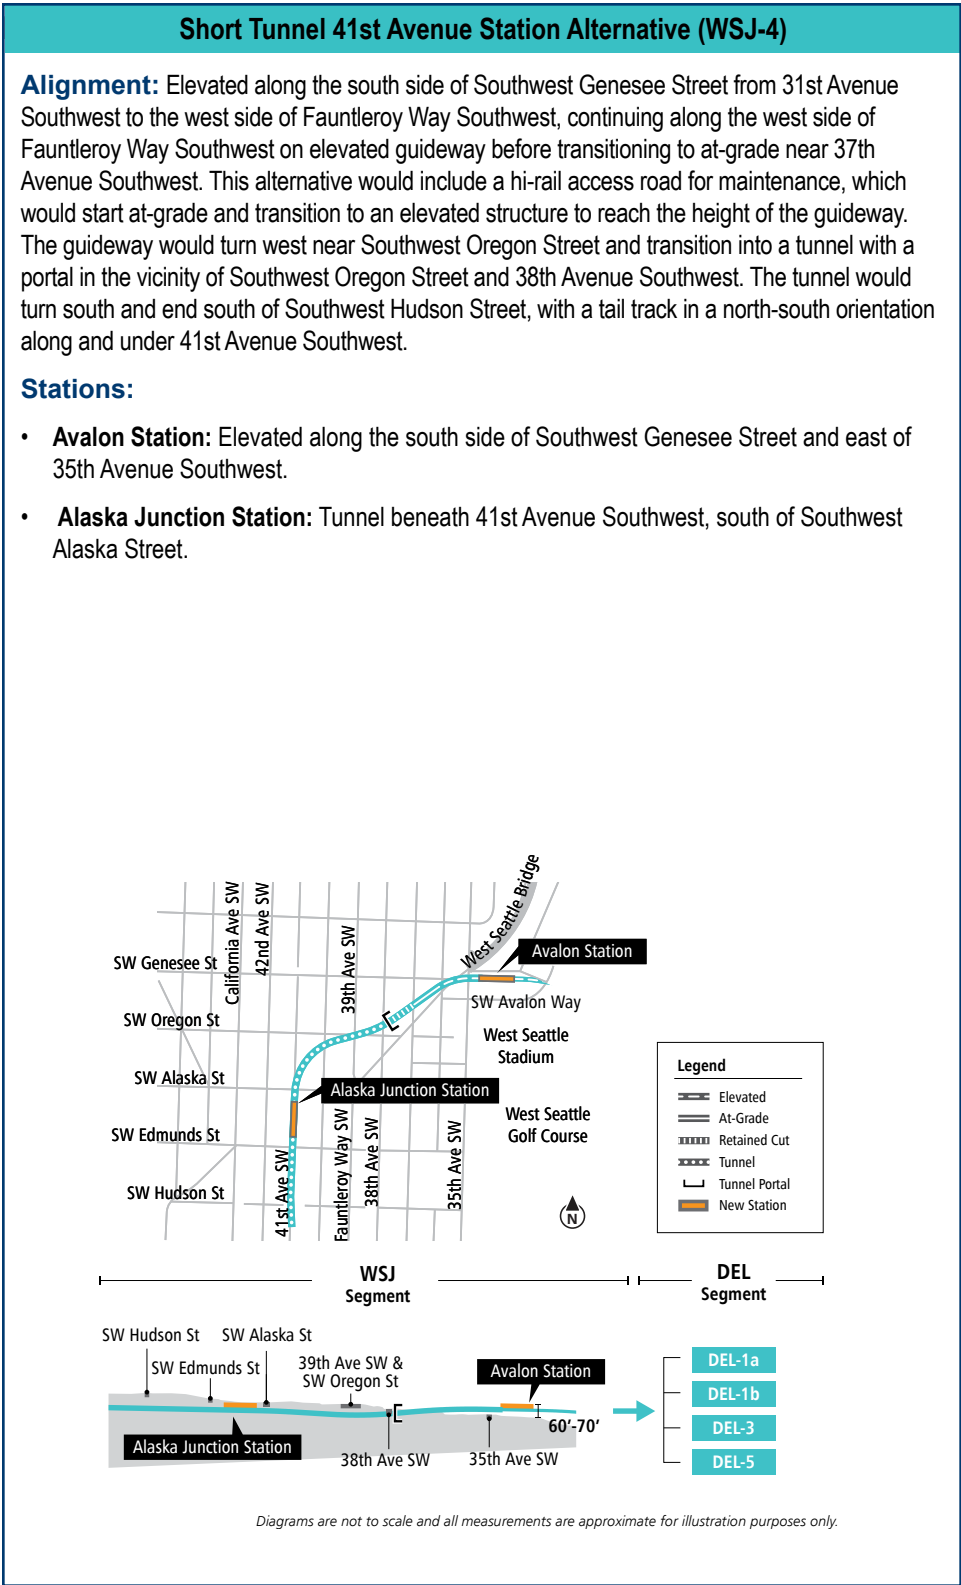 Short Tunnel 41st Avenue Station Alternative (WSJ-4)
Alignment: Elevated along the south side of Southwest Genesee Street from 31st Avenue
Southwest to the west side of Fauntleroy Way Southwest, continuing along the west side of
Fauntleroy Way Southwest on elevated guideway before transitioning to at-grade near 37th
Avenue Southwest. This alternative would include a hi-rail access road for maintenance, which
would start at-grade and transition to an elevated structure to reach the height of the guideway.
The guideway would turn west near Southwest Oregon Street and transition into a tunnel with a
portal in the vicinity of Southwest Oregon Street and 38th Avenue Southwest. The tunnel would
turn south and end south of Southwest Hudson Street, with a tail track in a north-south orientation
along and under 41st Avenue Southwest.
Stations:
• Avalon Station: Elevated along the south side of Southwest Genesee Street and east of
35th Avenue Southwest.
• Alaska Junction Station: Tunnel beneath 41st Avenue Southwest, south of Southwest
Alaska Street.
West Seattle Bridge
California Ave SW
42nd Ave SW
39th Ave SW
Avalon Station
SW Genesee St
SW Avalon Way
SW Oregon St
West Seattle
Stadium
SW Alaska St
Alaska Junction Station
West Seattle
Golf Course
SW Edmunds St
SW Hudson St
41st Ave SW
Fauntleroy Way SW
38th Ave SW
35th Ave SW
N
Legend
Elevated
At-Grade
Retained Cut
Tunnel
Tunnel Portal
New Station
WSJ
Segment
DEL
Segment
SW Hudson St
SW Alaska St
SW Edmunds St
39th Ave SW &
SW Oregon St
Avalon Station
60'-70'
Alaska Junction Station
38th Ave SW
35th Ave SW
DEL-1a
DEL-1b
DEL-3
DEL-5
Diagrams are not to scale and all measurements are approximate for illustration purposes only.